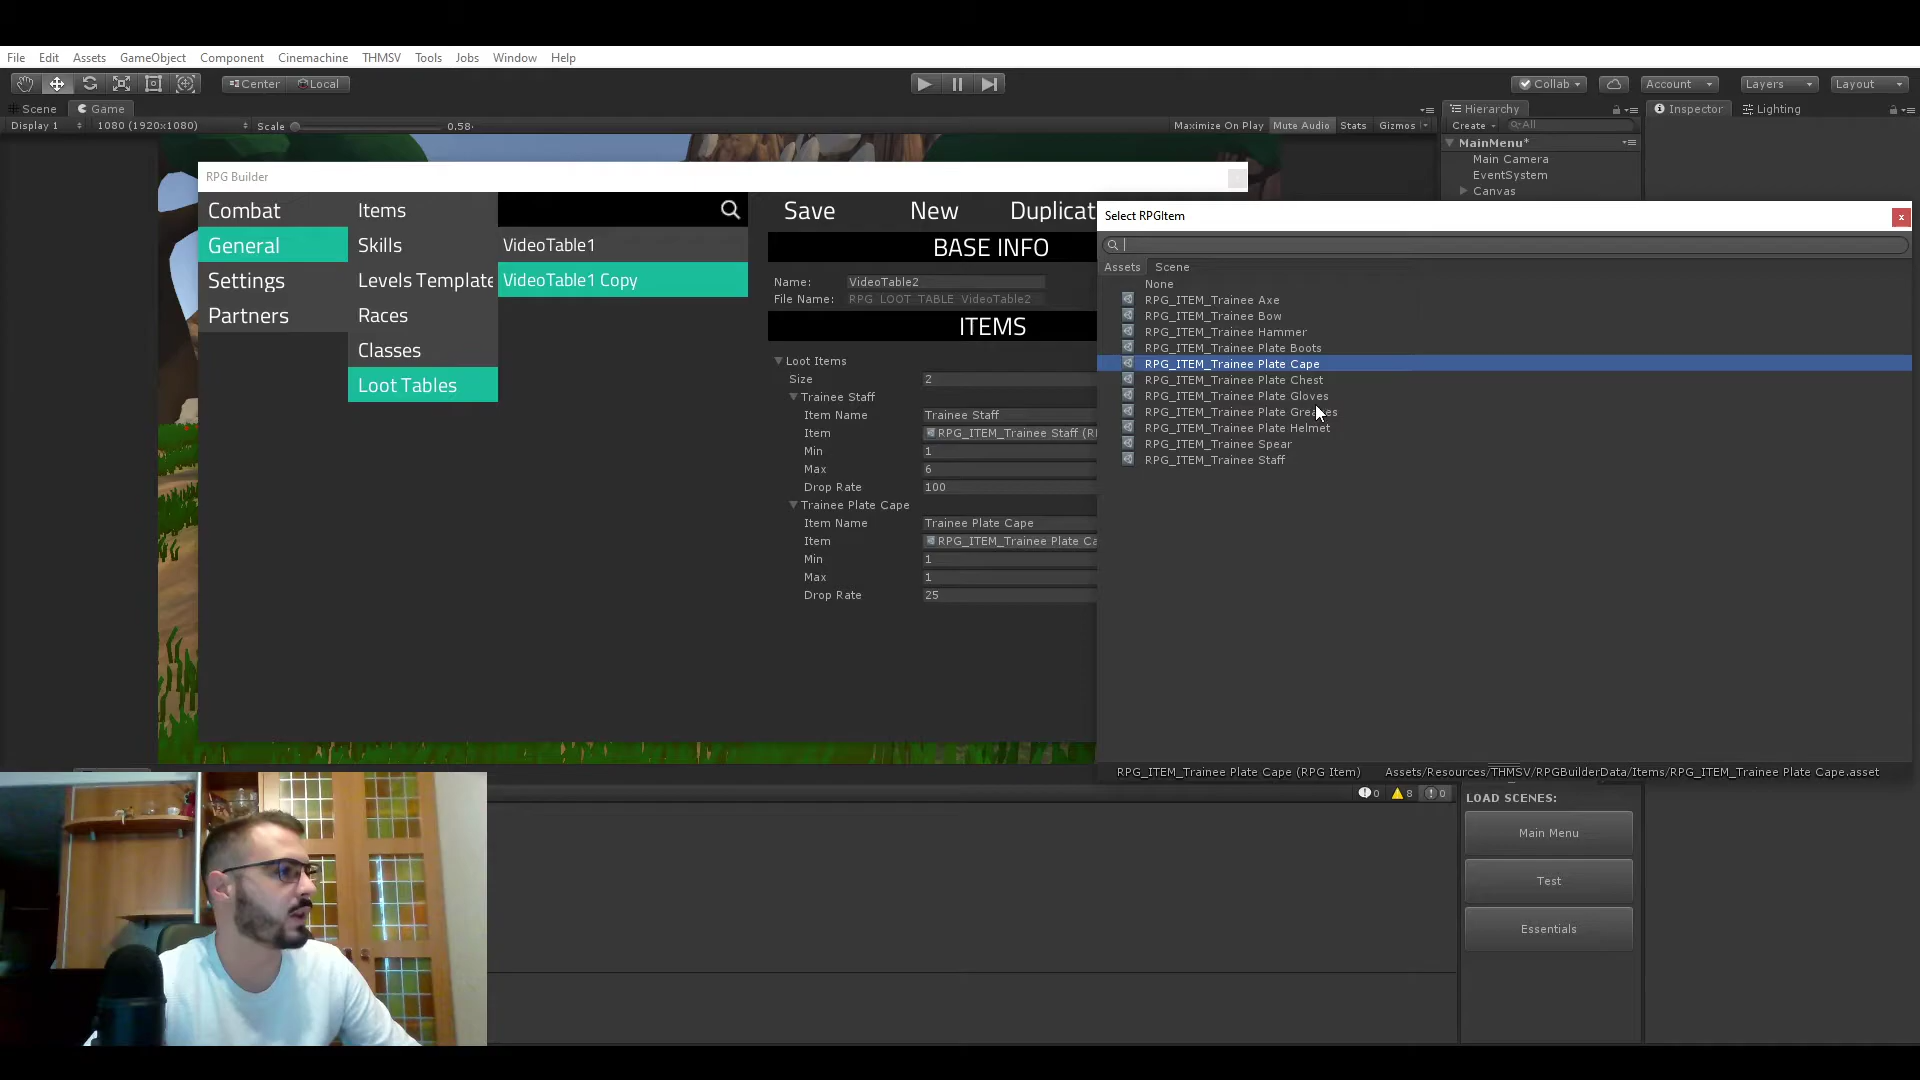 File Edit Assets GameObject Component Cinemachine THMSV Tools Jobs Window Help
Center Local Collab Account Layers Layout
Scene Game Hierarchy Inspector Lighting
Display 1 1080 (1920x1080) Scale 0.58 Maximize On Play Mute Audio Stats Gizmos Create All
MainMenu*
Main Camera
EventSystem
Canvas
RPG Builder
Combat
General
Settings
Partners
Items
Skills
Levels Template
Races
Classes
Loot Tables
VideoTable1
VideoTable1 Copy
Save New Duplicat
BASE INFO
Name: VideoTable2
File Name: RPG_LOOT_TABLE_VideoTable2
ITEMS
Loot Items
Size 2
Trainee Staff
Item Name Trainee Staff
Item RPG_ITEM_Trainee Staff (RP
Min 1
Max 6
Drop Rate 100
Trainee Plate Cape
Item Name Trainee Plate Cape
Item RPG_ITEM_Trainee Plate Ca
Min 1
Max 1
Drop Rate 25
Select RPGItem
x
Assets Scene
None
RPG_ITEM_Trainee Axe
RPG_ITEM_Trainee Bow
RPG_ITEM_Trainee Hammer
RPG_ITEM_Trainee Plate Boots
RPG_ITEM_Trainee Plate Cape
RPG_ITEM_Trainee Plate Chest
RPG_ITEM_Trainee Plate Gloves
RPG_ITEM_Trainee Plate Greaves
RPG_ITEM_Trainee Plate Helmet
RPG_ITEM_Trainee Spear
RPG_ITEM_Trainee Staff
RPG_ITEM_Trainee Plate Cape (RPG Item) Assets/Resources/THMSV/RPGBuilderData/Items/RPG_ITEM_Trainee Plate Cape.asset
0 8 0
LOAD SCENES:
Main Menu
Test
Essentials